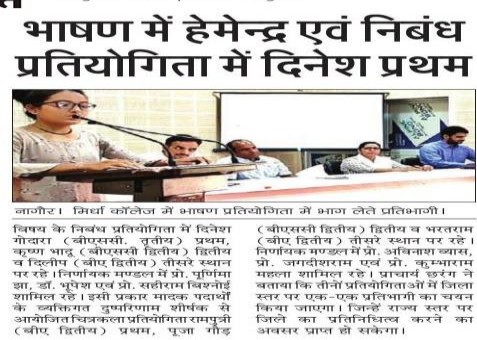 भाषण में हेमेन्द्र एवं निबंध
प्रतियोगिता में दिनेश प्रथम
नागौर। मिर्धा कॉलेज में भाषण प्रतियोगिता में भाग लेते प्रतिभागी।
विषय के निबंध प्रतियोगिता में दिनेश
गोदारा (बीएससी. तृतीय) प्रथम,
कृष्ण भादू (बीएससी द्वितीय) द्वितीय
व दिलीप (बीए द्वितीय) तीसरे स्थान
पर रहे। निर्णायक मण्डल में प्रो. पूर्णिमा
झा, डॉ. भूपेश एवं प्रो. सहीराम बिश्नोई
शामिल रहे। इसी प्रकार मादक पदार्थों
के व्यक्तिगत दुष्परिणाम शीर्षक से
आयोजित चित्रकला प्रतियोगिता रामपुत्री
(बीए द्वितीय) प्रथम, पूजा गौड़
(बीएससी द्वितीय) द्वितीय व भरतराम
(बीए द्वितीय) तीसरे स्थान पर रहे।
निर्णायक मण्डल में प्रो. अविनाश व्यास,
प्रो. जगदीशराम एवं प्रो. कुम्भाराम
महला शामिल रहे। प्राचार्य छरंग ने
बताया कि तीनों प्रतियोगिताओं में जिला
स्तर पर एक-एक प्रतिभागी का चयन
किया जाएगा। जिन्हें राज्य स्तर पर
जिले का प्रतिनिधित्व करने का
अवसर प्राप्त हो सकेगा।